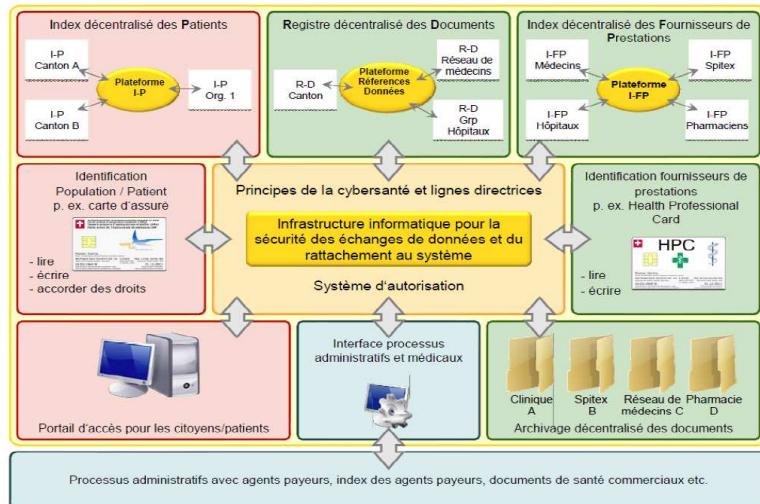 Index décentralisé des Patients
I-P
Canton A
Plateforme
I-P
I-P
Org. 1
I-P
Canton B
Registre décentralisé des Documents
R-D
Canton
Plateforme
Références
Données
R-D
Réseau de
médecins
R-D
Grp
Hôpitaux
Index décentralisé des Fournisseurs de
Prestations
I-FP
Médecins
I-FP
Spitex
Plateforme
I-FP
I-FP
Hôpitaux
I-FP
Pharmaciens
Identification
Population / Patient
p. ex. carte d'assuré
- lire
- écrire
- accorder des droits
Principes de la cybersanté et lignes directrices
Infrastructure informatique pour la
sécurité des échanges de données et du
rattachement au système
Système d'autorisation
Identification fournisseurs de
prestations
p. ex. Health Professional
Card
HPC
- lire
- écrire
Portail d'accès pour les citoyens/patients
Interface processus
administratifs et médicaux
Clinique
A
Spitex
B
Réseau de
médecins C
Pharmacie
D
Archivage décentralisé des documents
Processus administratifs avec agents payeurs, index des agents payeurs, documents de santé commerciaux etc.